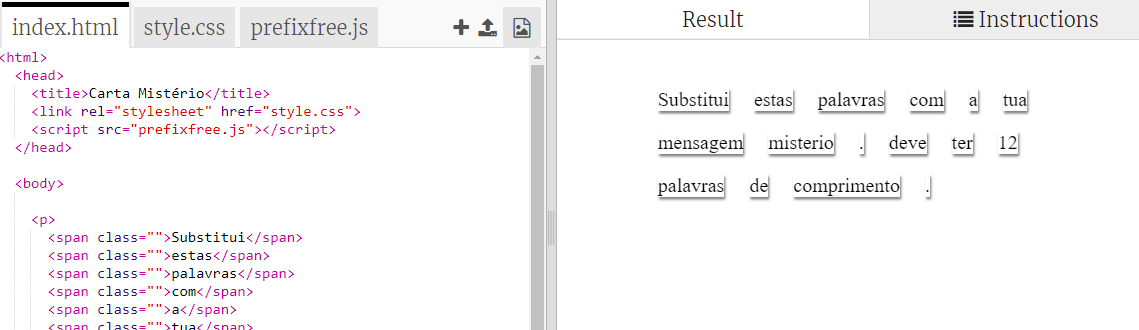 index.html style.css prefixfree.js
<html>
<head>
<title>Carta Mistério</title>
<link rel="stylesheet" href="style.css">
<script src="prefixfree.js"></script>
</head>
<body>
<p>
<span class="">Substitui</span>
<span class="">estas</span>
<span class="">palavras</span>
<span class="">com</span>
<span class="">a</span>
<span class="">tua</span>
Result Instructions
Substitui estas palavras com a tua
mensagem misterio . deve ter 12
palavras de comprimento .